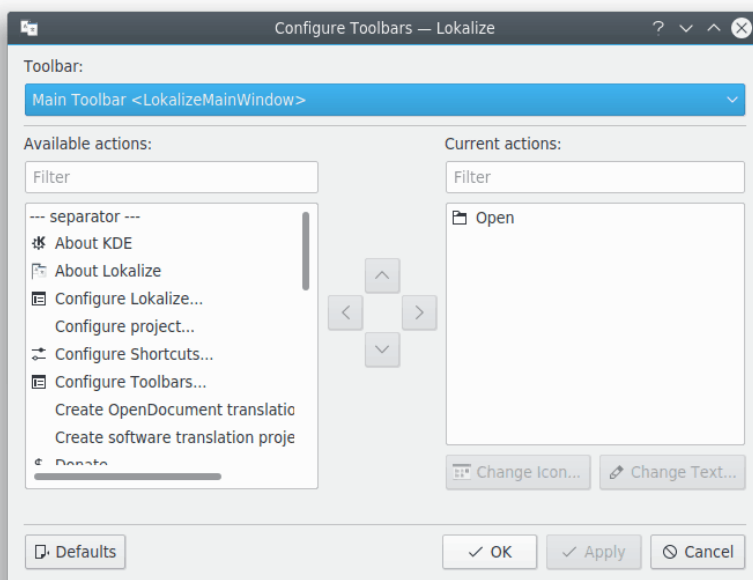 Configure Toolbars — Lokalize
Toolbar:
Main Toolbar <LokalizeMainWindow>
Available actions:
Filter
--- separator ---
About KDE
About Lokalize
Configure Lokalize...
Configure project...
Configure Shortcuts...
Configure Toolbars...
Create OpenDocument translatio
Create software translation proje
Donate
Current actions:
Filter
Open
Change Icon...
Change Text...
Defaults
OK
Apply
Cancel